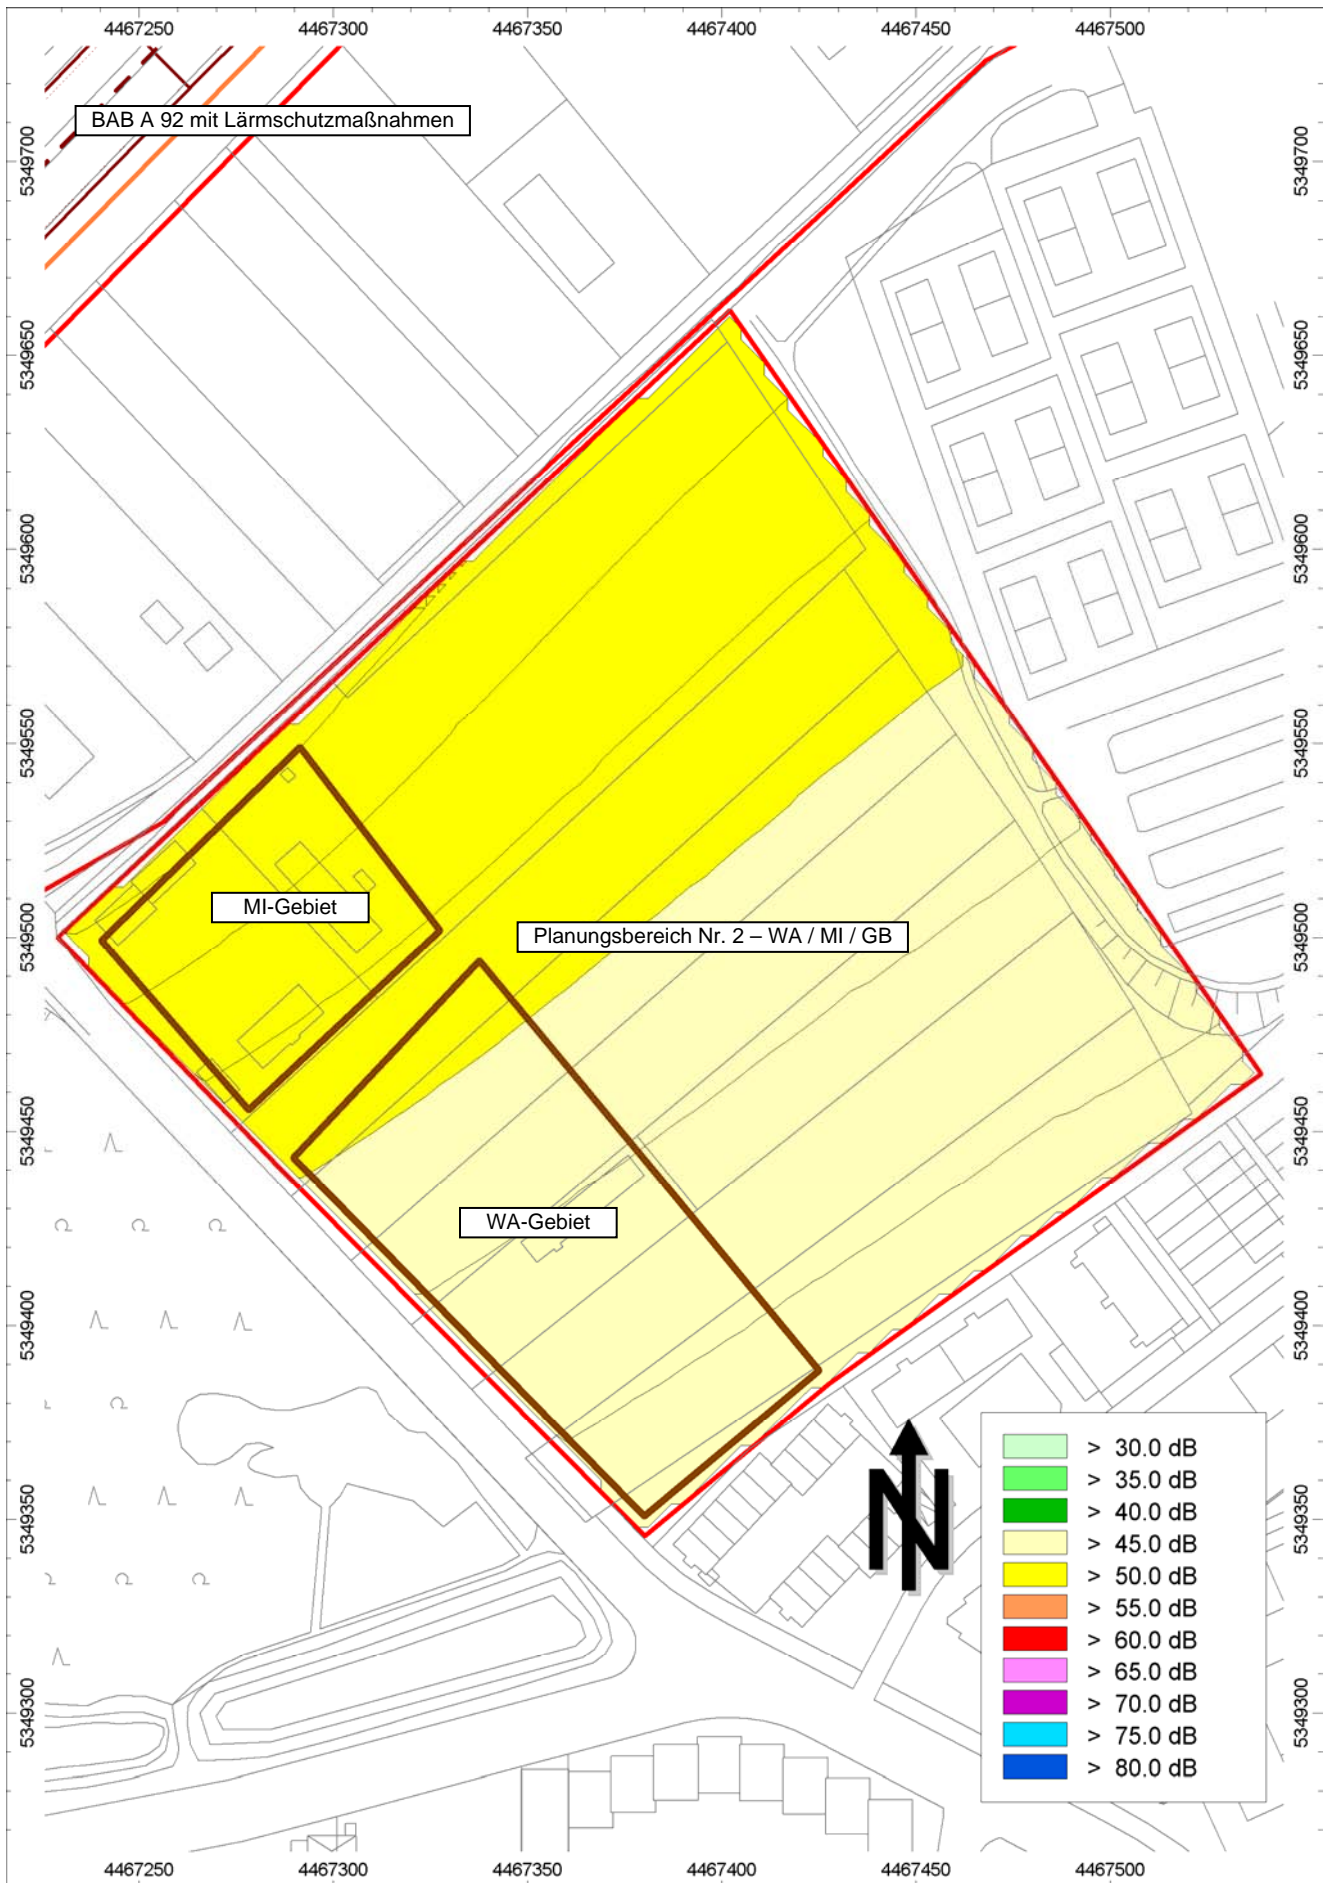 4467250 4467300 4467350 4467400 4467450 4467500
BAB A 92 mit Lärmschutzmaßnahmen
5349700 5349700
5349650 5349650
5349600 5349600
5349550 5349550
MI-Gebiet
5349500 5349500
Planungsbereich Nr. 2 – WA / MI / GB
5349450 5349450
WA-Gebiet
5349400 5349400
N
> 30.0 dB
> 35.0 dB
> 40.0 dB
5349350 5349350
> 45.0 dB
> 50.0 dB
> 55.0 dB
> 60.0 dB
> 65.0 dB
> 70.0 dB
5349300 5349300
> 75.0 dB
> 80.0 dB
4467250 4467300 4467350 4467400 4467450 4467500